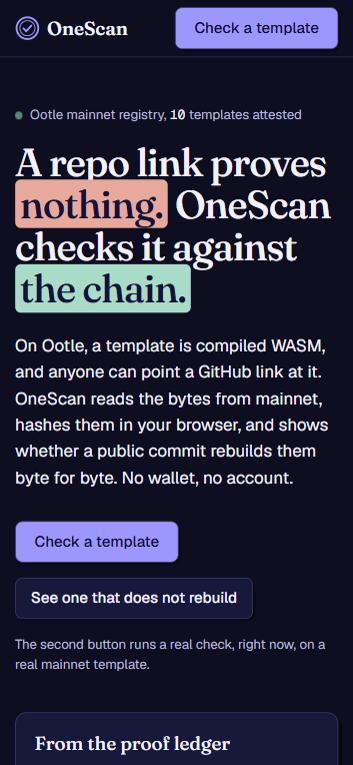 OneScan
Check a template
Ootle mainnet registry, 10 templates attested
A repo link proves
nothing. OneScan
checks it against
the chain.
On Ootle, a template is compiled WASM,
and anyone can point a GitHub link at it.
OneScan reads the bytes from mainnet,
hashes them in your browser, and shows
whether a public commit rebuilds them
byte for byte. No wallet, no account.
Check a template
See one that does not rebuild
The second button runs a real check, right now, on a
real mainnet template.
From the proof ledger